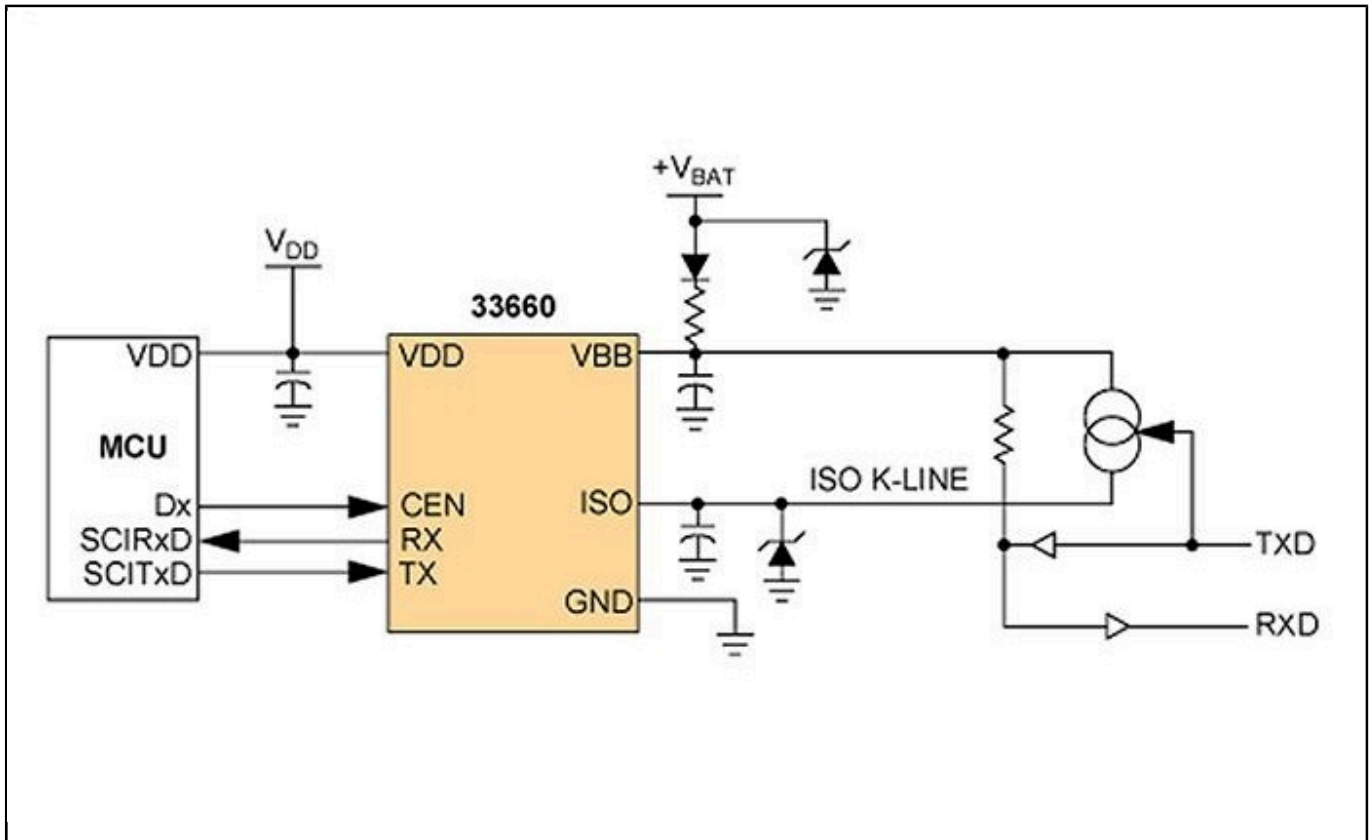 +VBAT
VDD
33660
VDD
VDD
VBB
MCU
Dx
CEN
ISO
ISO K-LINE
SCIRxD
RX
TXD
SCITxD
TX
GND
RXD